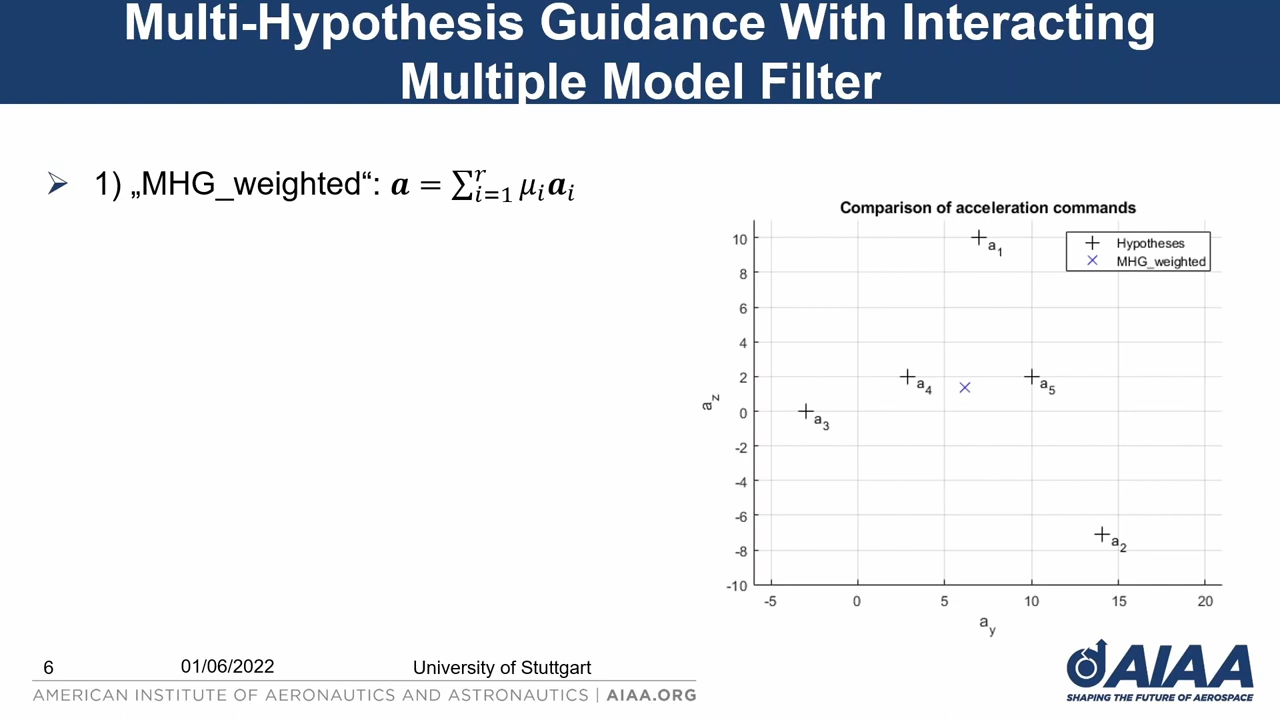 Multi-Hypothesis Guidance With Interacting
Multiple Model Filter
➢ 1) „MHG_weighted“: 𝒂 = ∑ᵢ₌₁ʳ 𝜇ᵢ𝒂ᵢ
Comparison of acceleration commands
Hypotheses
MHG_weighted
10
8
6
4
2
0
-2
-4
-6
-8
-10
a_z
a₁
a₄
a₅
a₃
a₂
-5 0 5 10 15 20
a_y
6 01/06/2022 University of Stuttgart
AMERICAN INSTITUTE OF AERONAUTICS AND ASTRONAUTICS | AIAA.ORG
AIAA
SHAPING THE FUTURE OF AEROSPACE